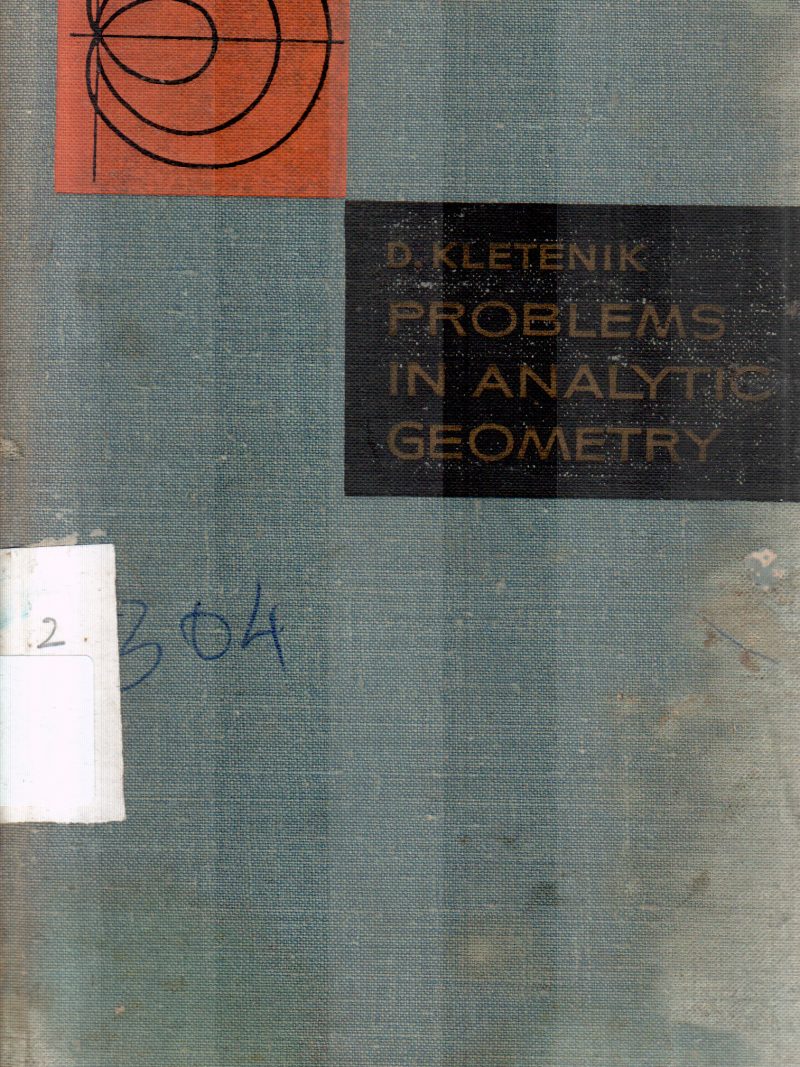 D. KLETENIK
PROBLEMS
IN ANALYTIC
GEOMETRY
2
304